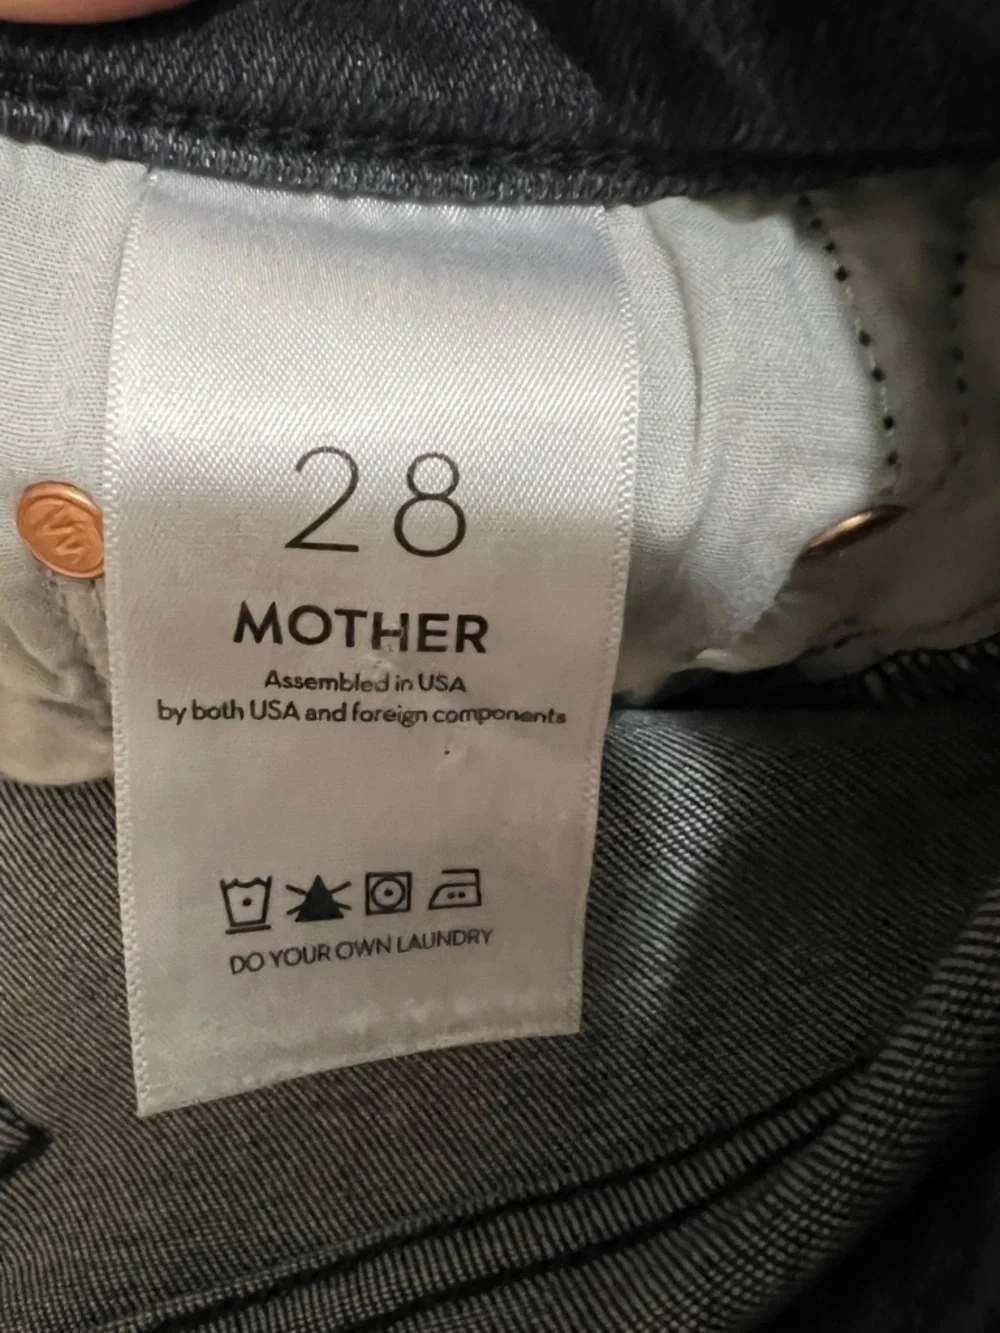 28
MOTHER
Assembled in USA
by both USA and foreign components
DO YOUR OWN LAUNDRY